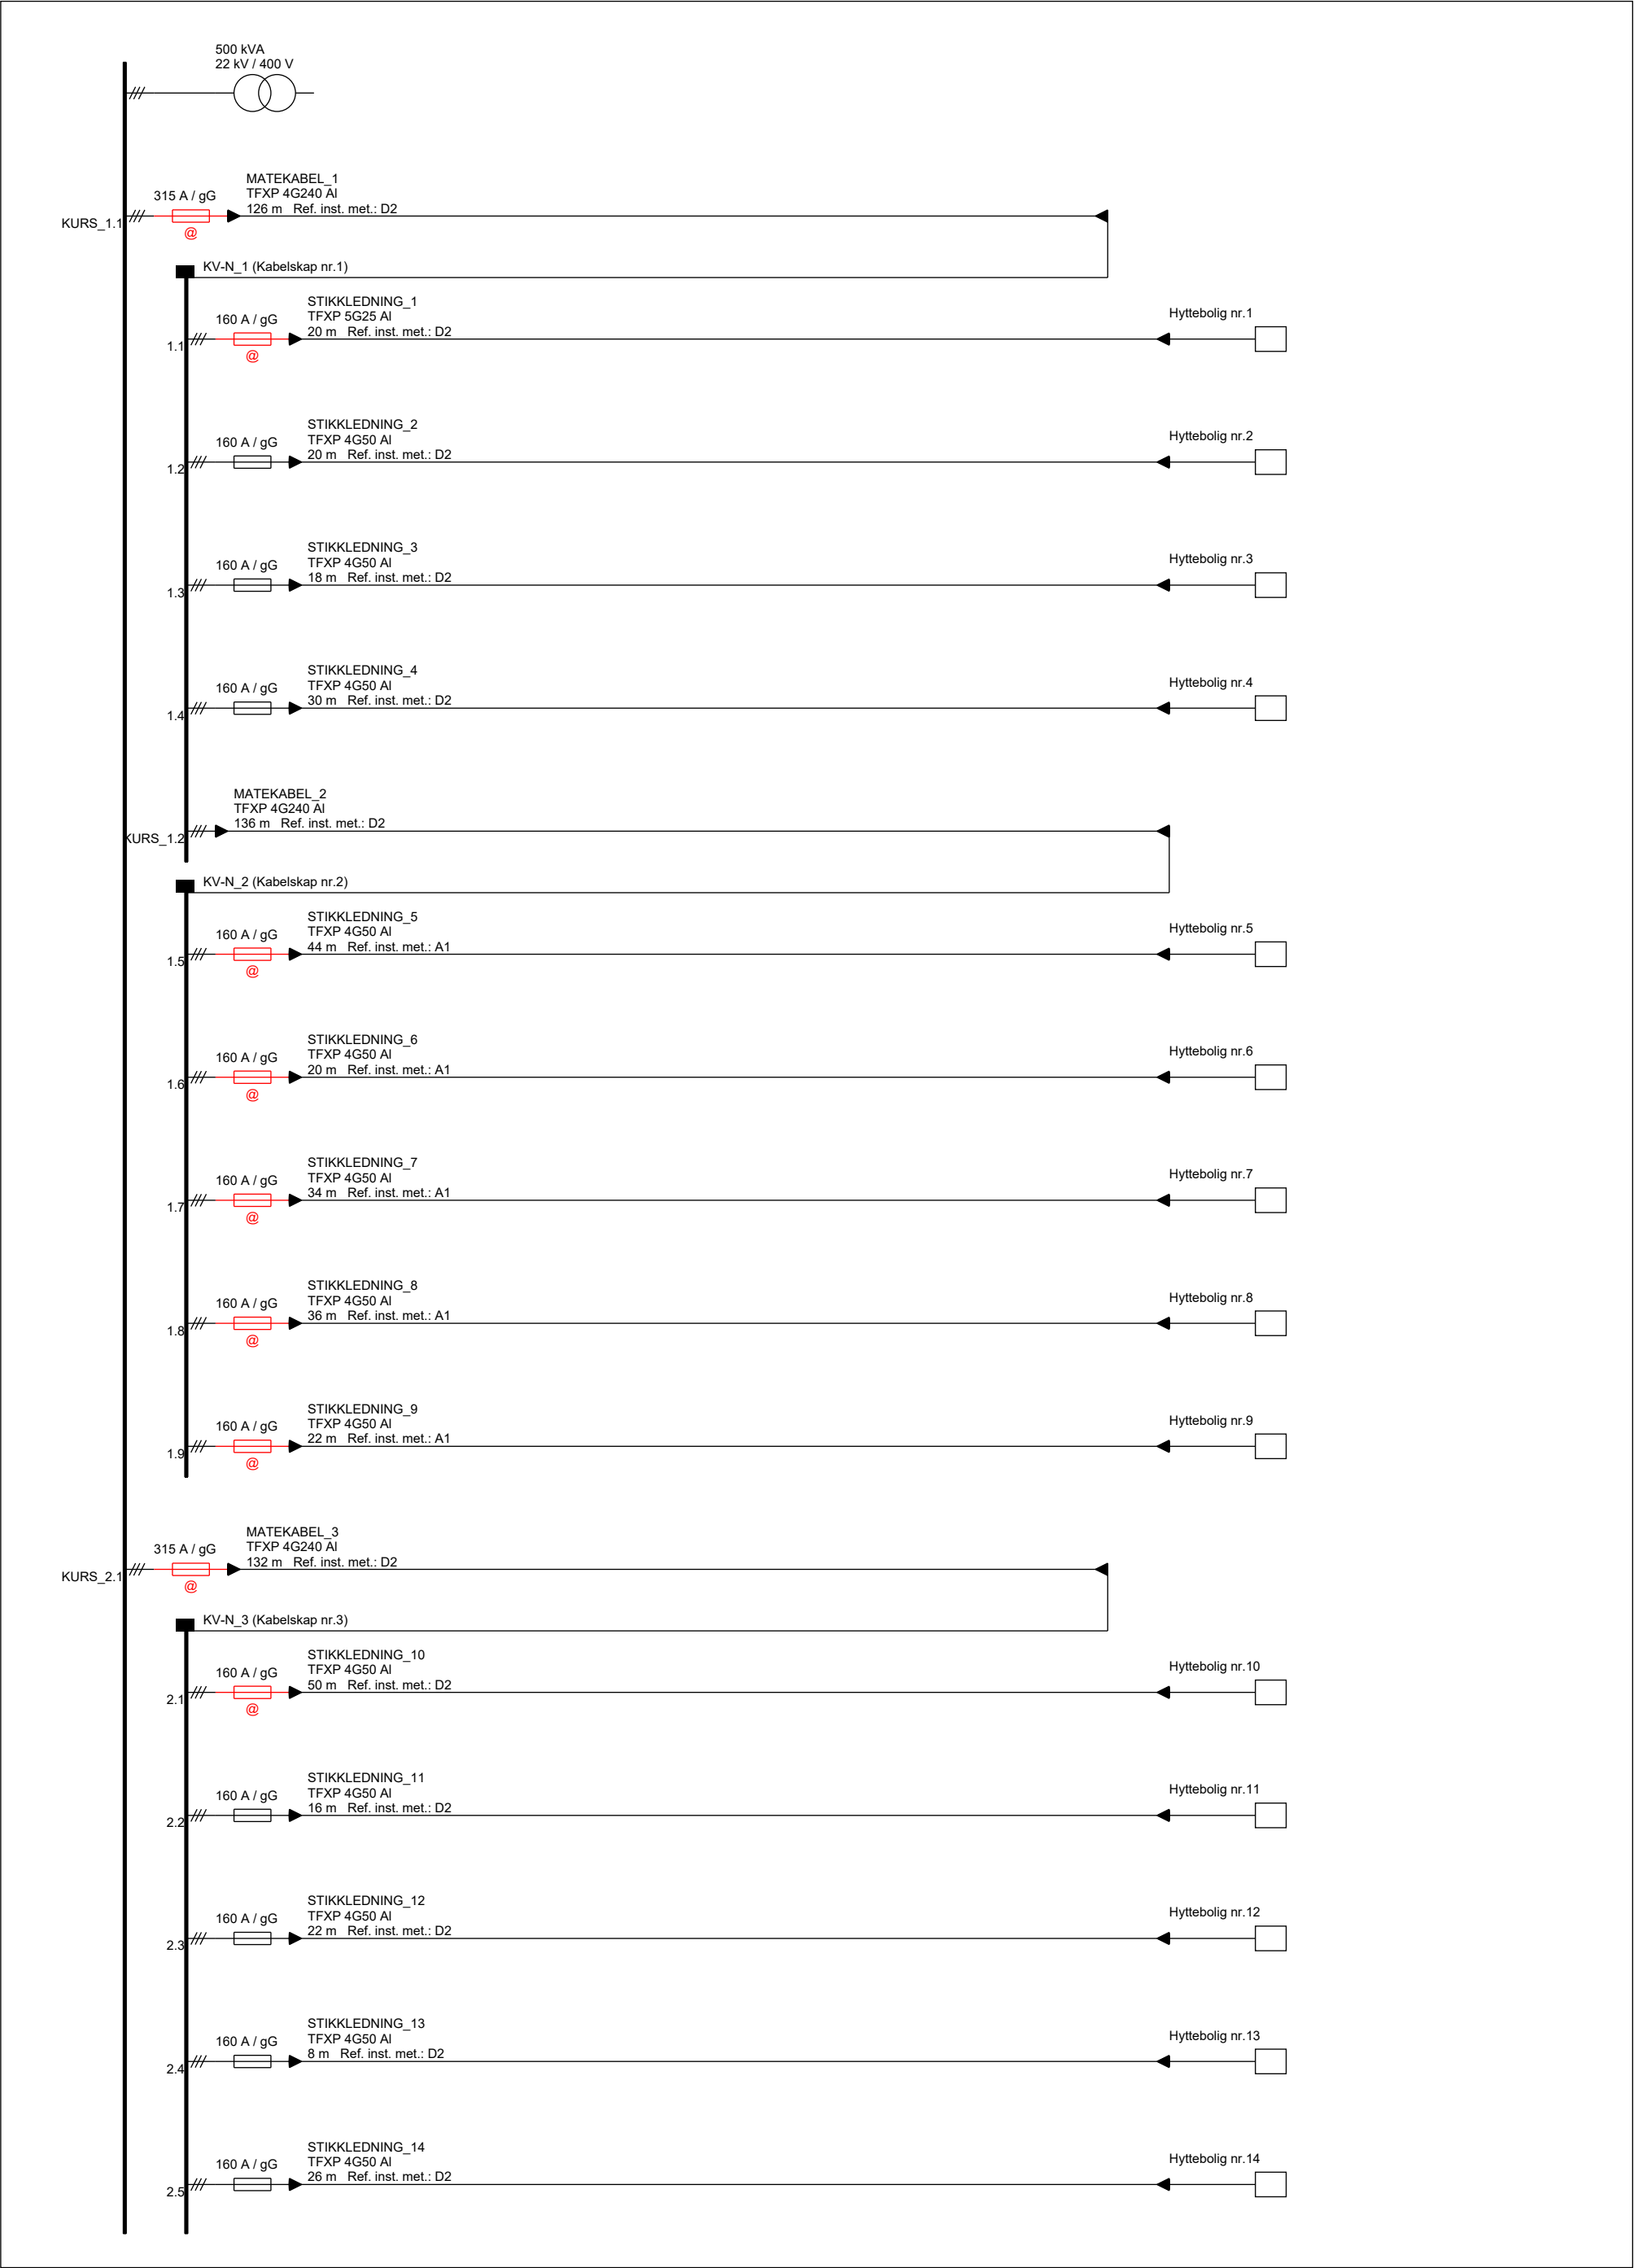 500 kVA
22 kV / 400 V
MATEKABEL_1
TFXP 4G240 Al
315 A / gG
126 m   Ref. inst. met.: D2
KURS_1.1
@
KV-N_1 (Kabelskap nr.1)
STIKKLEDNING_1
TFXP 5G25 Al
160 A / gG
20 m   Ref. inst. met.: D2
Hyttebolig nr.1
1.1
@
STIKKLEDNING_2
TFXP 4G50 Al
160 A / gG
20 m   Ref. inst. met.: D2
Hyttebolig nr.2
1.2
STIKKLEDNING_3
TFXP 4G50 Al
160 A / gG
18 m   Ref. inst. met.: D2
Hyttebolig nr.3
1.3
STIKKLEDNING_4
TFXP 4G50 Al
160 A / gG
30 m   Ref. inst. met.: D2
Hyttebolig nr.4
1.4
MATEKABEL_2
TFXP 4G240 Al
136 m   Ref. inst. met.: D2
KURS_1.2
KV-N_2 (Kabelskap nr.2)
STIKKLEDNING_5
TFXP 4G50 Al
160 A / gG
44 m   Ref. inst. met.: A1
Hyttebolig nr.5
1.5
@
STIKKLEDNING_6
TFXP 4G50 Al
160 A / gG
20 m   Ref. inst. met.: A1
Hyttebolig nr.6
1.6
@
STIKKLEDNING_7
TFXP 4G50 Al
160 A / gG
34 m   Ref. inst. met.: A1
Hyttebolig nr.7
1.7
@
STIKKLEDNING_8
TFXP 4G50 Al
160 A / gG
36 m   Ref. inst. met.: A1
Hyttebolig nr.8
1.8
@
STIKKLEDNING_9
TFXP 4G50 Al
160 A / gG
22 m   Ref. inst. met.: A1
Hyttebolig nr.9
1.9
@
MATEKABEL_3
TFXP 4G240 Al
315 A / gG
132 m   Ref. inst. met.: D2
KURS_2.1
@
KV-N_3 (Kabelskap nr.3)
STIKKLEDNING_10
TFXP 4G50 Al
160 A / gG
50 m   Ref. inst. met.: D2
Hyttebolig nr.10
2.1
@
STIKKLEDNING_11
TFXP 4G50 Al
160 A / gG
16 m   Ref. inst. met.: D2
Hyttebolig nr.11
2.2
STIKKLEDNING_12
TFXP 4G50 Al
160 A / gG
22 m   Ref. inst. met.: D2
Hyttebolig nr.12
2.3
STIKKLEDNING_13
TFXP 4G50 Al
160 A / gG
8 m   Ref. inst. met.: D2
Hyttebolig nr.13
2.4
STIKKLEDNING_14
TFXP 4G50 Al
160 A / gG
26 m   Ref. inst. met.: D2
Hyttebolig nr.14
2.5